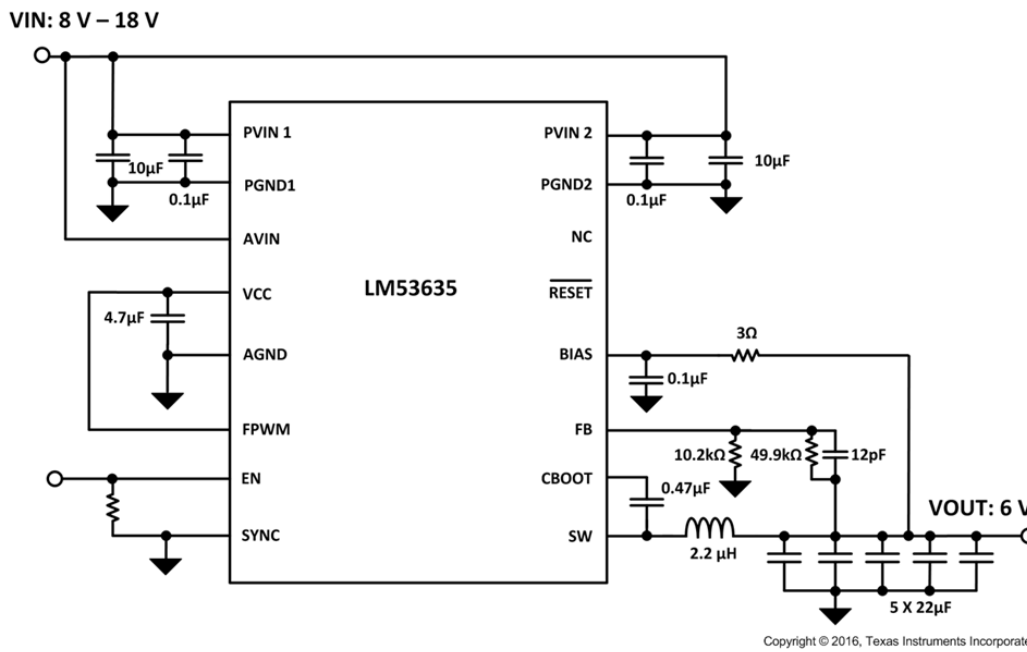 VIN: 8 V – 18 V
PVIN 1
PVIN 2
10µF
0.1µF
PGND1
PGND2
0.1µF
10µF
AVIN
NC
LM53635
VCC
RESET
4.7µF
AGND
BIAS
3Ω
0.1µF
FPWM
FB
10.2kΩ
49.9kΩ
12pF
EN
CBOOT
0.47µF
VOUT: 6 V
SYNC
SW
2.2 µH
5 X 22µF
Copyright © 2016, Texas Instruments Incorporate